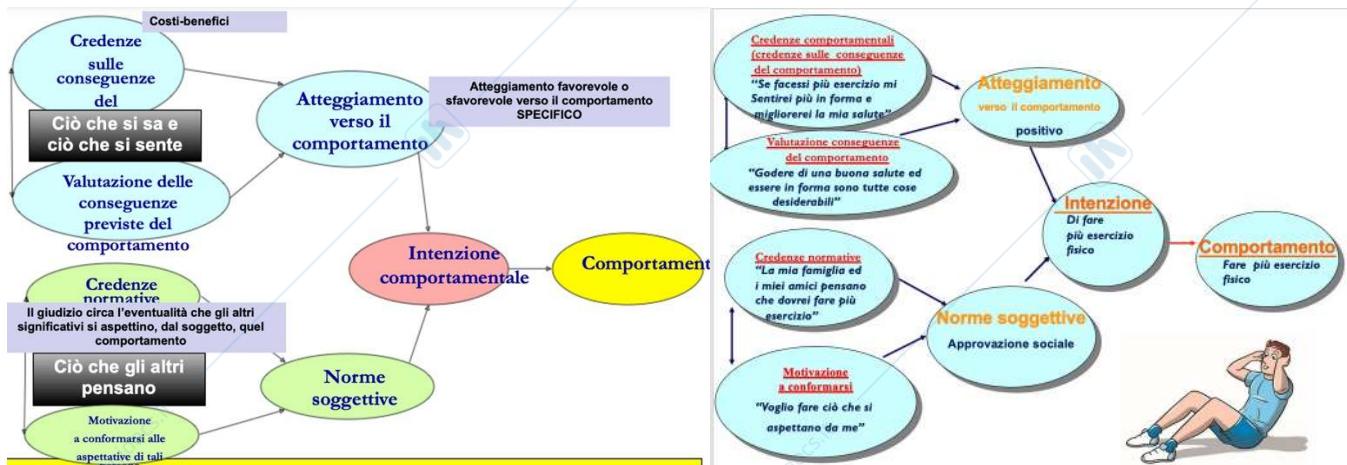 Costi-benefici
Credenze
sulle
conseguenze
del
Ciò che si sa e
ciò che si sente
Valutazione delle
conseguenze
previste del
comportamento
Atteggiamento
verso il
comportamento
Atteggiamento favorevole o
sfavorevole verso il comportamento
SPECIFICO
Intenzione
comportamentale
Comportament
Credenze
normative
Il giudizio circa l'eventualità che gli altri
significativi si aspettino, dal soggetto, quel
comportamento
Ciò che gli altri
pensano
Norme
soggettive
Motivazione
a conformarsi alle
aspettative di tali
Credenze comportamentali
(credenze sulle conseguenze
del comportamento)
"Se facessi più esercizio mi
Sentirei più in forma e
migliorerei la mia salute"
Valutazione conseguenze
del comportamento
"Godere di una buona salute ed
essere in forma sono tutte cose
desiderabili"
Atteggiamento
verso il comportamento
positivo
Intenzione
Di fare
più esercizio
fisico
Comportamento
Fare più esercizio
fisico
Credenze normative
"La mia famiglia ed
i miei amici pensano
che dovrei fare più
esercizio"
Norme soggettive
Approvazione sociale
Motivazione
a conformarsi
"Voglio fare ciò che si
aspettano da me"